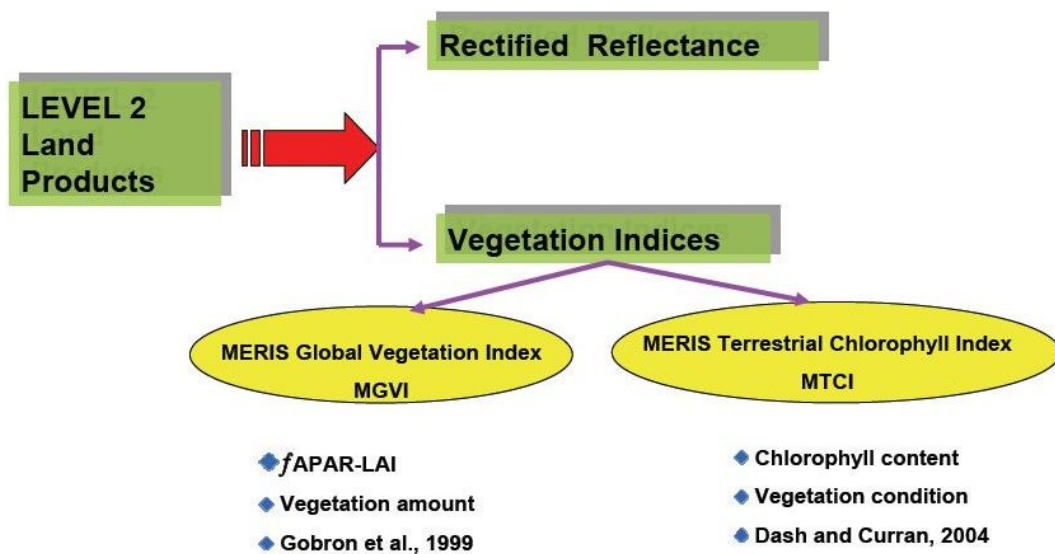 LEVEL 2
Land
Products
Rectified Reflectance
Vegetation Indices
MERIS Global Vegetation Index
MGVI
MERIS Terrestrial Chlorophyll Index
MTCI
fAPAR-LAI
Vegetation amount
Gobron et al., 1999
Chlorophyll content
Vegetation condition
Dash and Curran, 2004